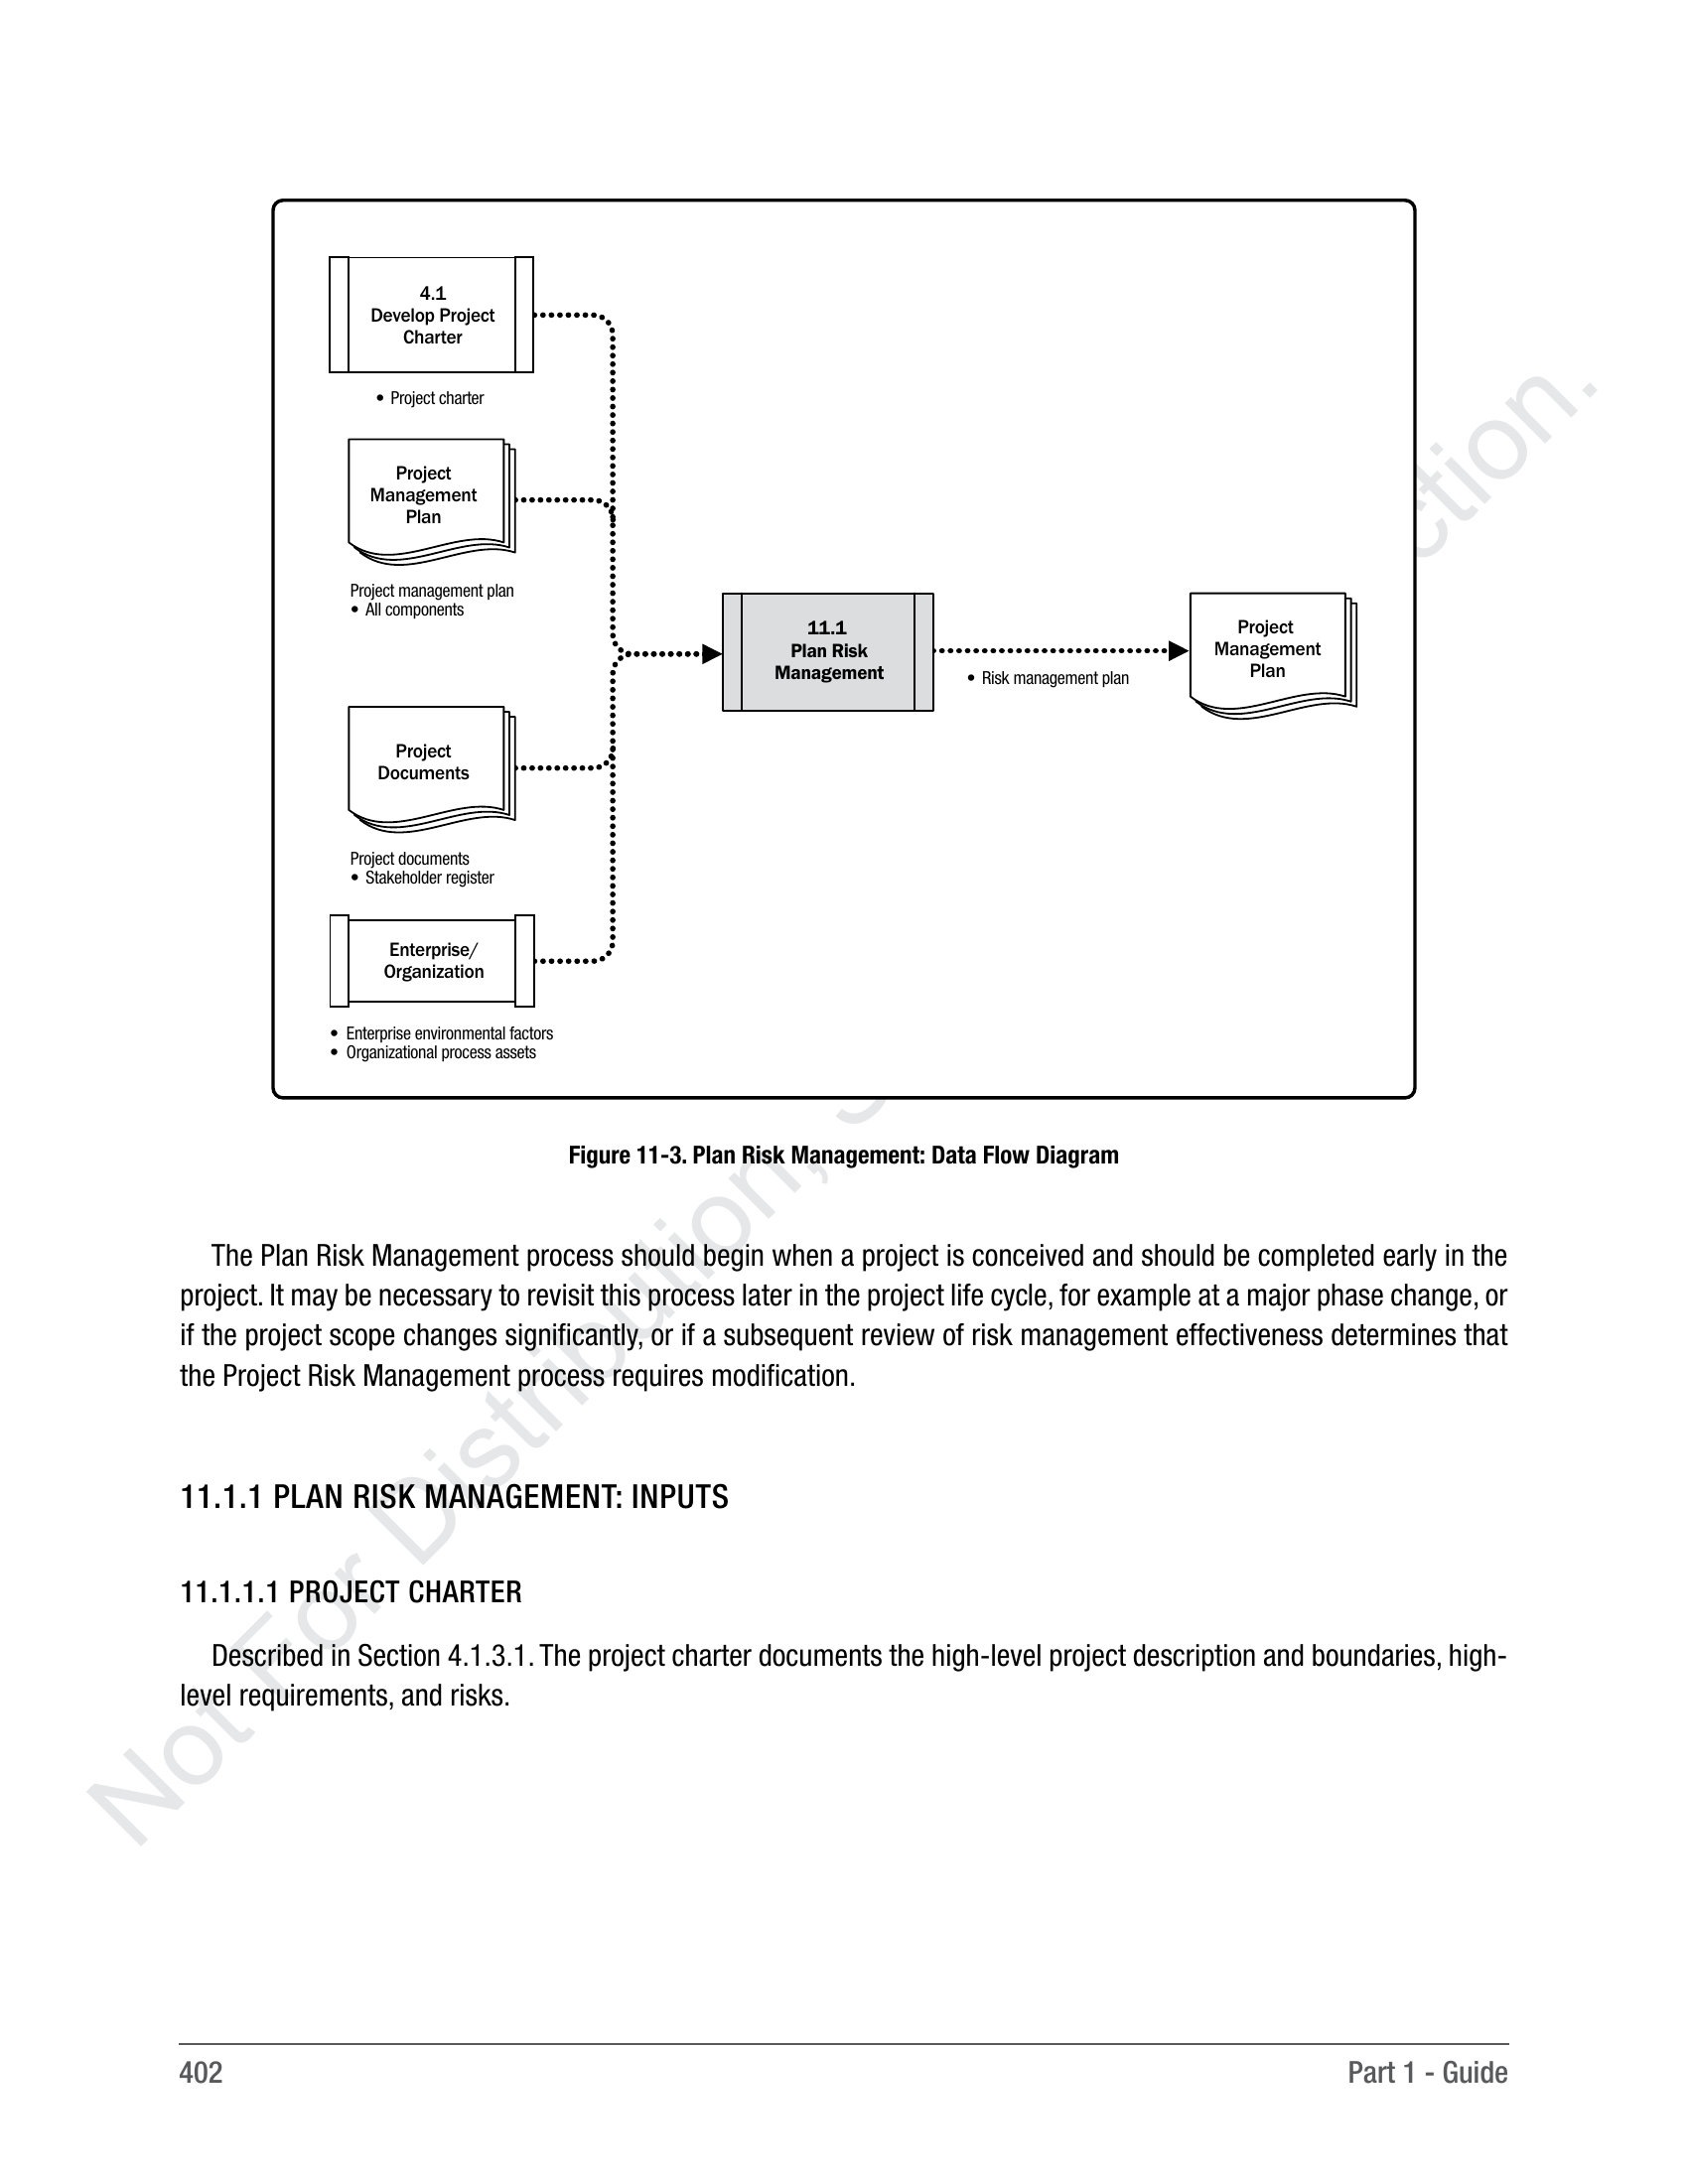 4.1
Develop Project
Charter
• Project charter
Project
Management
Plan
Project management plan
• All components
Project
Documents
Project documents
• Stakeholder register
Enterprise/
Organization
• Enterprise environmental factors
• Organizational process assets
11.1
Plan Risk
Management
• Risk management plan
Project
Management
Plan
Figure 11-3. Plan Risk Management: Data Flow Diagram
The Plan Risk Management process should begin when a project is conceived and should be completed early in the
project. It may be necessary to revisit this process later in the project life cycle, for example at a major phase change, or
if the project scope changes significantly, or if a subsequent review of risk management effectiveness determines that
the Project Risk Management process requires modification.
11.1.1 PLAN RISK MANAGEMENT: INPUTS
11.1.1.1 PROJECT CHARTER
Described in Section 4.1.3.1. The project charter documents the high-level project description and boundaries, high-
level requirements, and risks.
Not For Distribution,
402
Part 1 - Guide